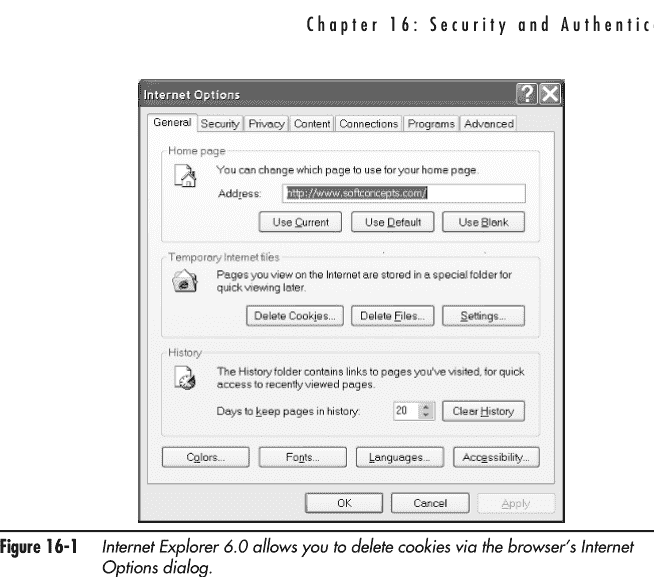 Chapter 16: Security and Authentic
Internet Options
General Security Privacy Content Connections Programs Advanced
Home page
You can change which page to use for your home page.
Address: http://www.softconcepts.com/
Use Current Use Default Use Blank
Temporary Internet files
Pages you view on the Internet are stored in a special folder for
quick viewing later.
Delete Cookies... Delete Files... Settings...
History
The History folder contains links to pages you've visited, for quick
access to recently viewed pages.
Days to keep pages in history: 20 Clear History
Colors... Fonts... Languages... Accessibility...
OK Cancel Apply
Figure 16-1 Internet Explorer 6.0 allows you to delete cookies via the browser's Internet
Options dialog.